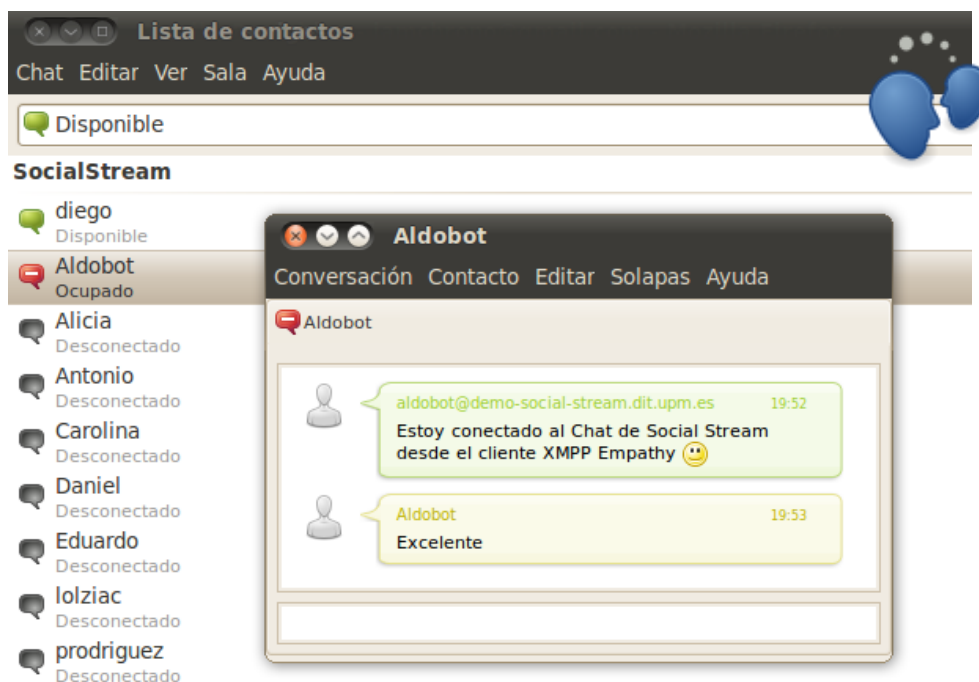 Lista de contactos
Chat Editar Ver Sala Ayuda
Disponible
SocialStream
diego
Disponible
Aldobot
Ocupado
Alicia
Desconectado
Antonio
Desconectado
Carolina
Desconectado
Daniel
Desconectado
Eduardo
Desconectado
lolziac
Desconectado
prodriguez
Desconectado
Aldobot
Conversación Contacto Editar Solapas Ayuda
Aldobot
aldobot@demo-social-stream.dit.upm.es 19:52
Estoy conectado al Chat de Social Stream
desde el cliente XMPP Empathy
Aldobot 19:53
Excelente